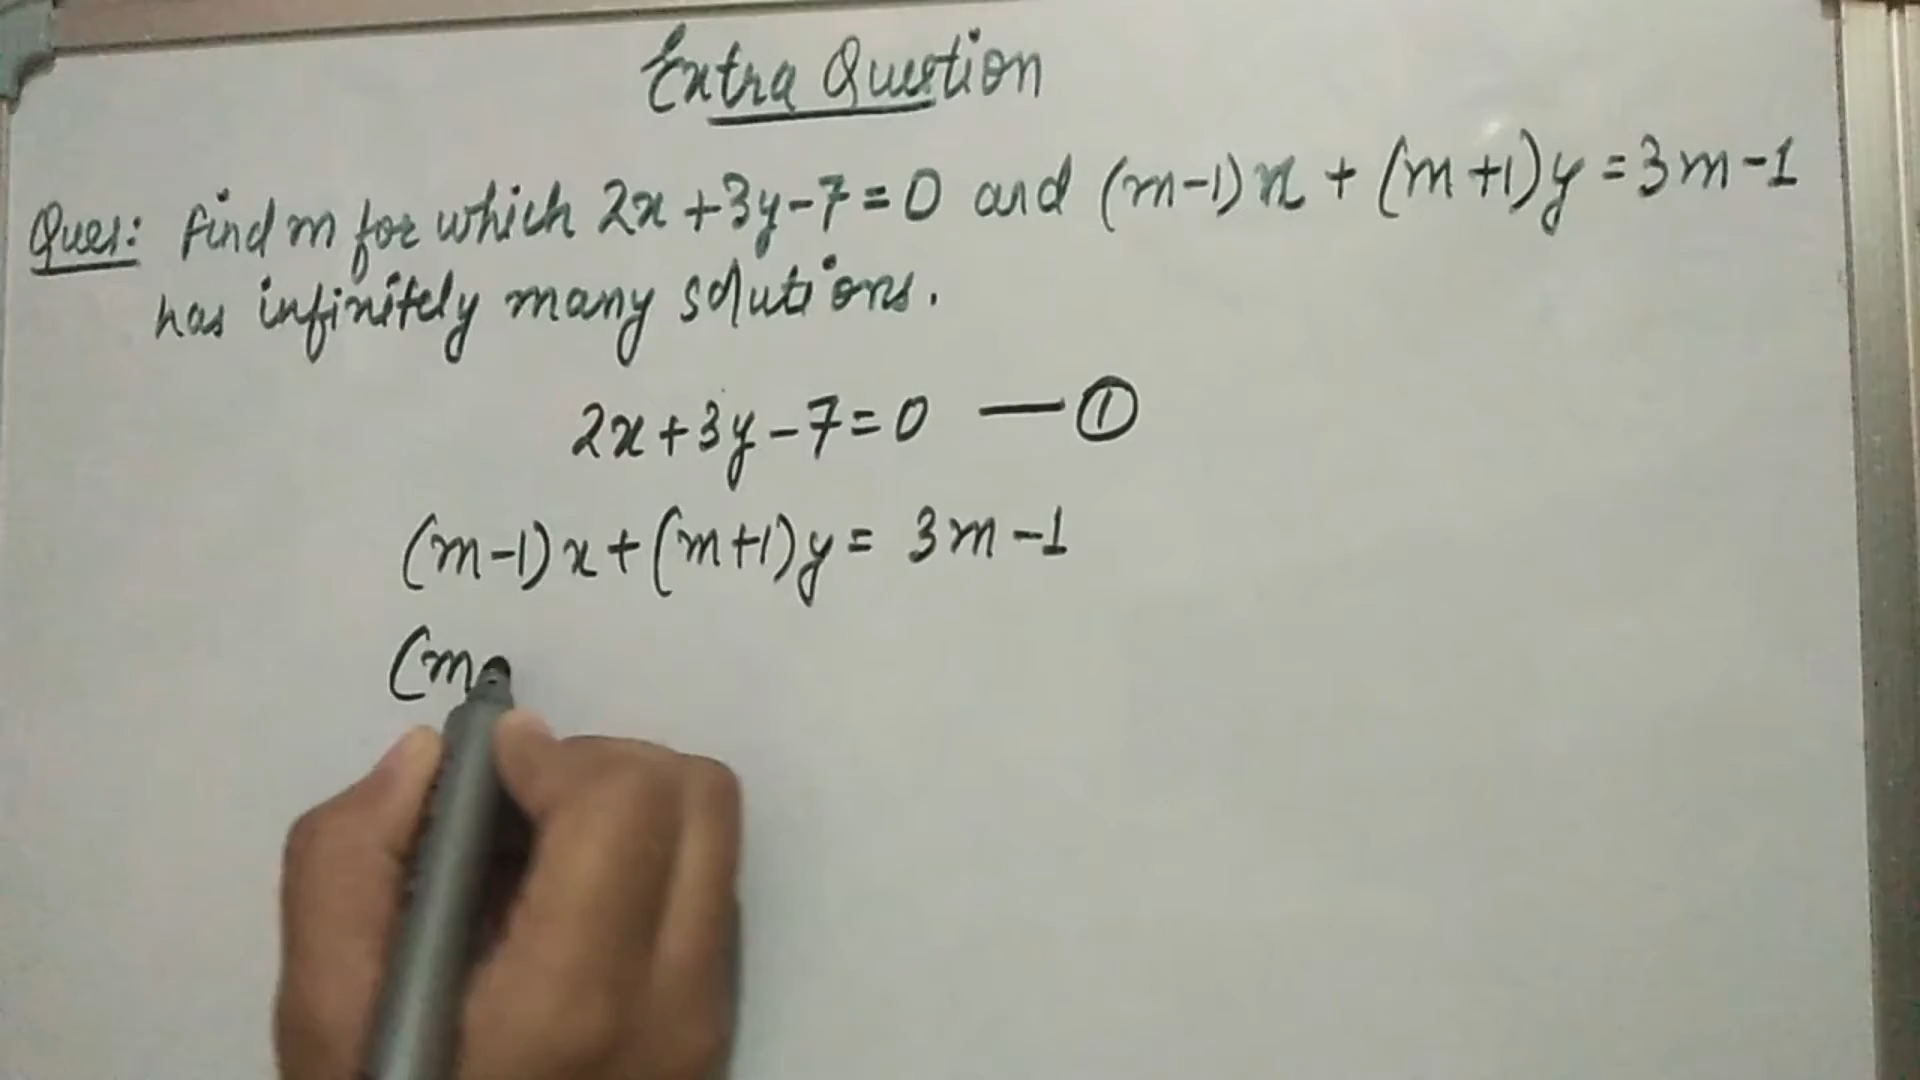 Extra Question
Ques: Find m for which 2x+3y-7=0 and (m-1)x + (m+1)y = 3m-1
has infinitely many solutions.
2x+3y-7=0 — ①
(m-1)x+(m+1)y= 3m-1
(m